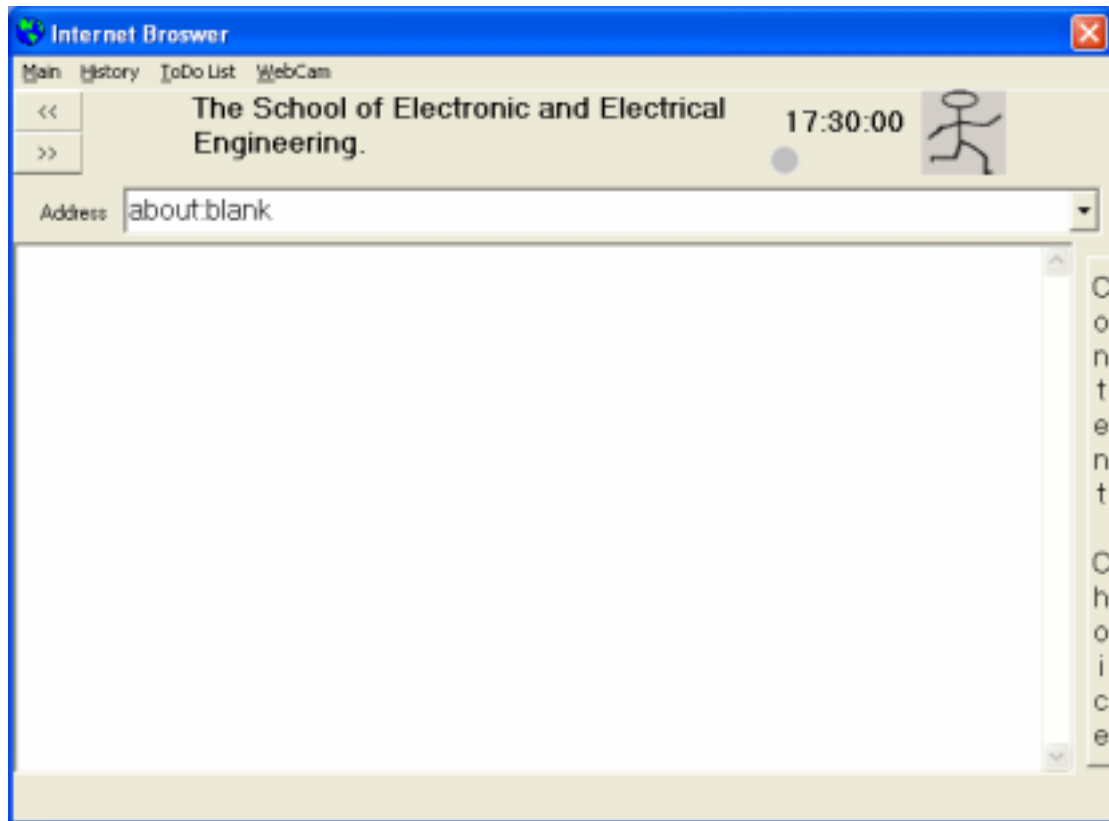 Internet Broswer
Main History ToDo List WebCam
<<
>>
The School of Electronic and Electrical
Engineering.
17:30:00
Address about:blank
C
o
n
t
e
n
t
C
h
o
i
c
e